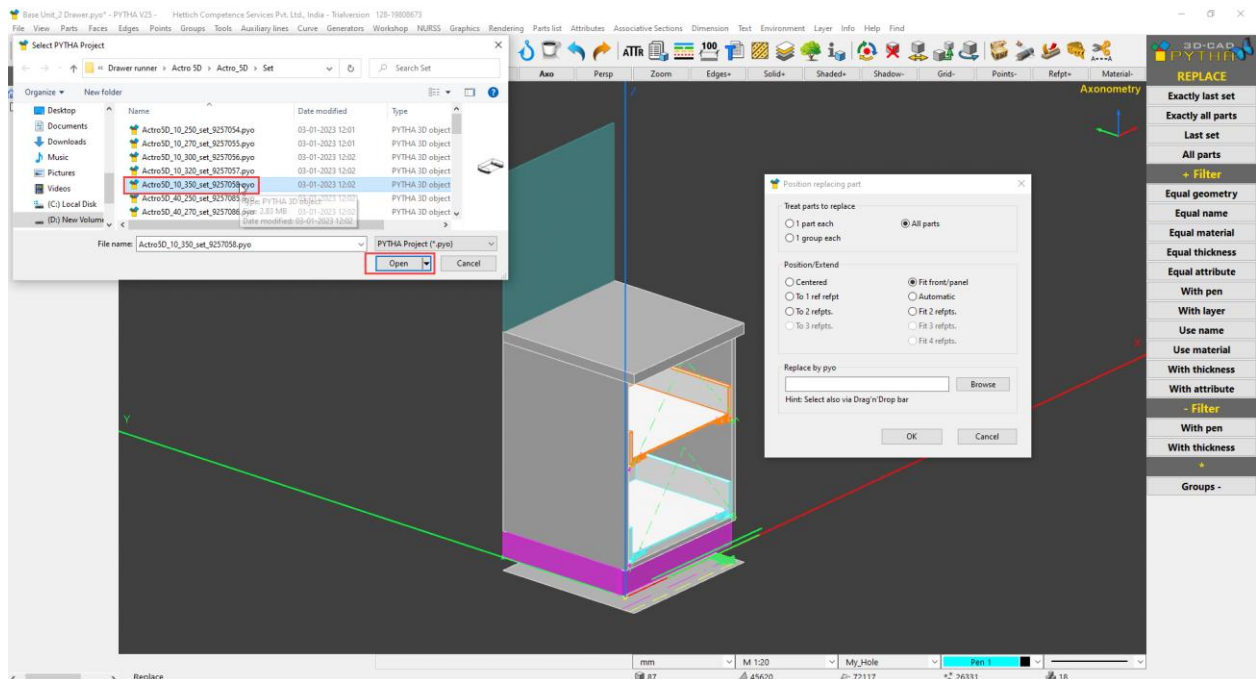 Base Unit_2 Drawer.pyo* - PYTHA V25 - Hettich Competence Services Pvt. Ltd., India - Trialversion 128-19808673
File View Parts Faces Edges Points Groups Tools Auxiliary lines Curve Generators Workshop NURSS Graphics Rendering Parts list Attributes Associative Sections Dimension Text Environment Layer Info Help Find
Select PYTHA Project
« Drawer runner › Actro 5D › Actro_5D › Set
Search Set
Organize
New folder
Desktop
Documents
Downloads
Music
Pictures
Videos
(C:) Local Disk
(D:) New Volume
Name Date modified Type
Actro5D_10_250_set_9257054.pyo 03-01-2023 12:01 PYTHA 3D object
Actro5D_10_270_set_9257055.pyo 03-01-2023 12:01 PYTHA 3D object
Actro5D_10_300_set_9257056.pyo 03-01-2023 12:02 PYTHA 3D object
Actro5D_10_320_set_9257057.pyo 03-01-2023 12:02 PYTHA 3D object
Actro5D_10_350_set_9257058.pyo 03-01-2023 12:02 PYTHA 3D object
Actro5D_40_250_set_9257085 PYTHA 3D object
Actro5D_40_270_set_9257086 03-01-2023 12:02 PYTHA 3D object
Type: PYTHA 3D object
Size: 2.83 MB
Date modified: 03-01-2023 12:02
File name: Actro5D_10_350_set_9257058.pyo
PYTHA Project (*.pyo)
Open
Cancel
ATTR
100
i
A----A
Axo Persp Zoom Edges+ Solid+ Shaded+ Shadow- Grid- Points- Refpt+ Material-
Axonometry
3D-CAD
PYTHA
REPLACE
Exactly last set
Exactly all parts
Last set
All parts
+ Filter
Equal geometry
Equal name
Equal material
Equal thickness
Equal attribute
With pen
With layer
Use name
Use material
With thickness
With attribute
- Filter
With pen
With thickness
*
Groups -
Position replacing part
Treat parts to replace
1 part each
All parts
1 group each
Position/Extend
Centered
Fit front/panel
To 1 ref refpt
Automatic
To 2 refpts.
Fit 2 refpts.
To 3 refpts.
Fit 3 refpts.
Fit 4 refpts.
Replace by pyo
Browse
Hint: Select also via Drag'n'Drop bar
OK
Cancel
Z
X
Y
mm M 1:20 My_Hole Pen 1
Replace
87 45620 72117 26331 18